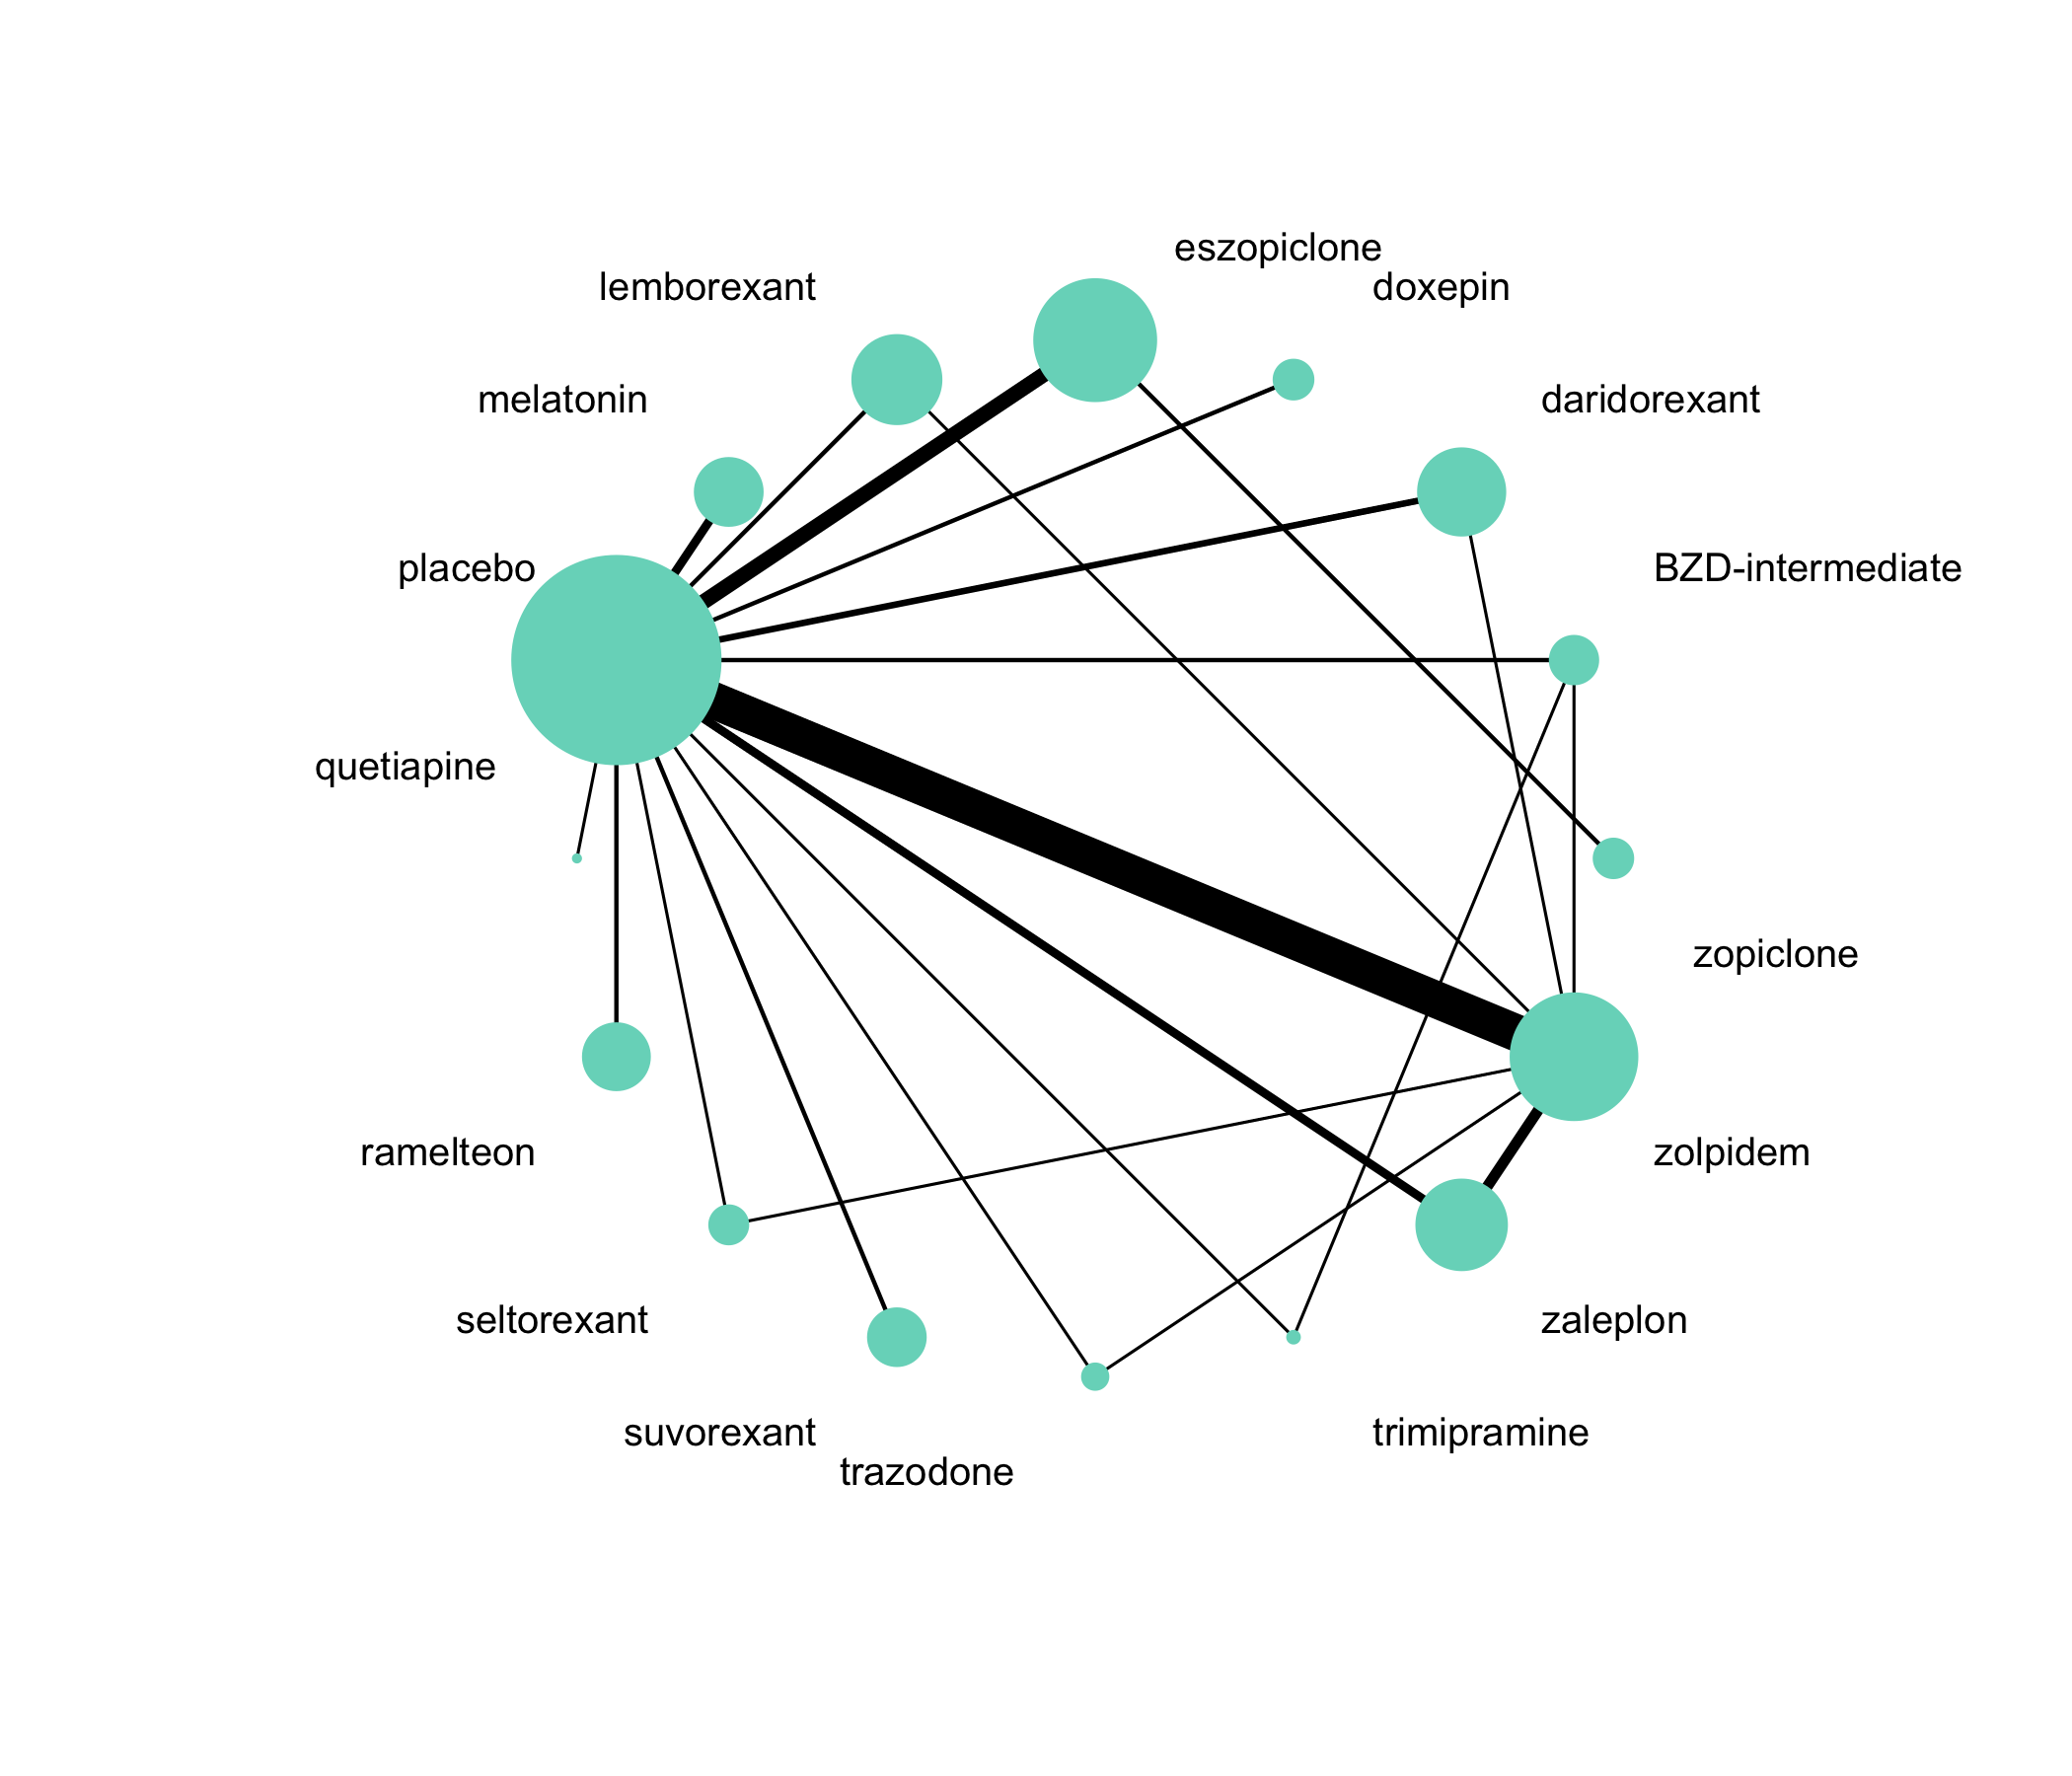 eszopiclone
lemborexant
doxepin
melatonin
daridorexant
placebo
BZD-intermediate
quetiapine
zopiclone
ramelteon
zolpidem
seltorexant
zaleplon
suvorexant
trimipramine
trazodone